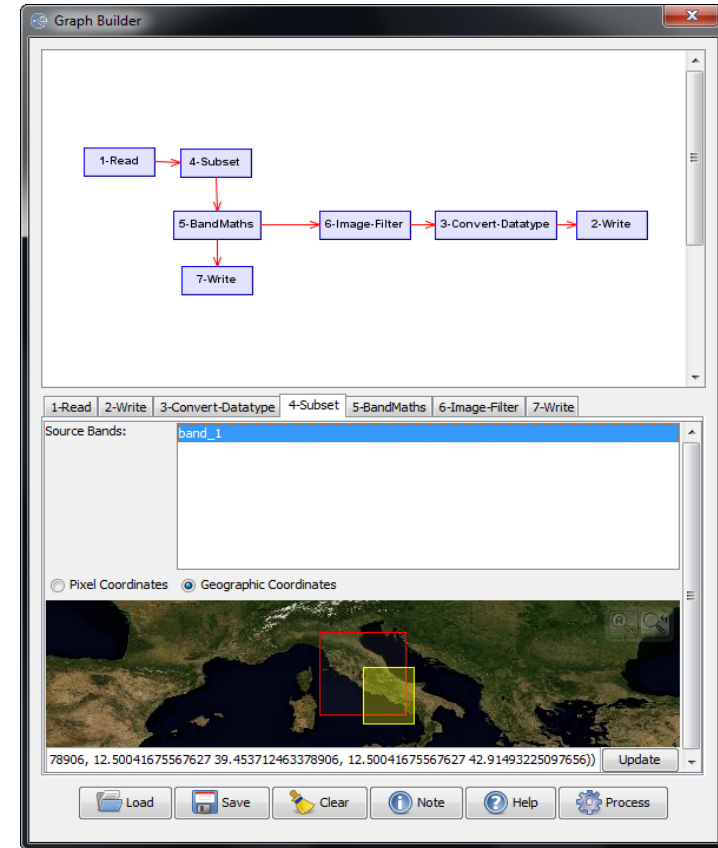 Graph Builder
1-Read
4-Subset
5-BandMaths
6-Image-Filter
3-Convert-Datatype
2-Write
7-Write
1-Read 2-Write 3-Convert-Datatype 4-Subset 5-BandMaths 6-Image-Filter 7-Write
Source Bands:
band_1
Pixel Coordinates Geographic Coordinates
78906, 12.50041675567627 39.453712463378906, 12.50041675567627 42.91493225097656)) Update
Load Save Clear Note Help Process